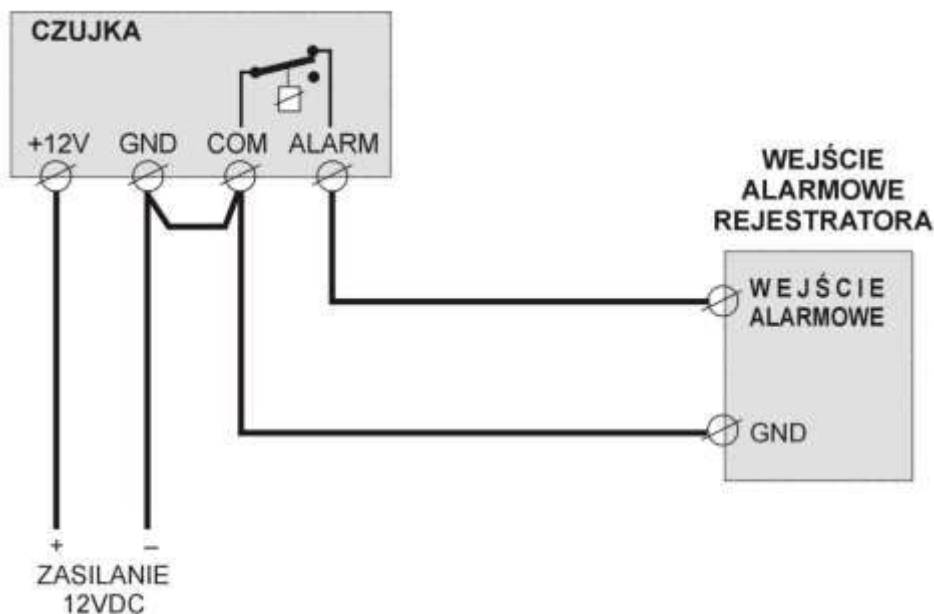 CZUJKA
+12V GND COM ALARM
WEJŚCIE
ALARMOWE
REJESTRATORA
WEJŚCIE
ALARMOWE
GND
+ –
ZASILANIE
12VDC